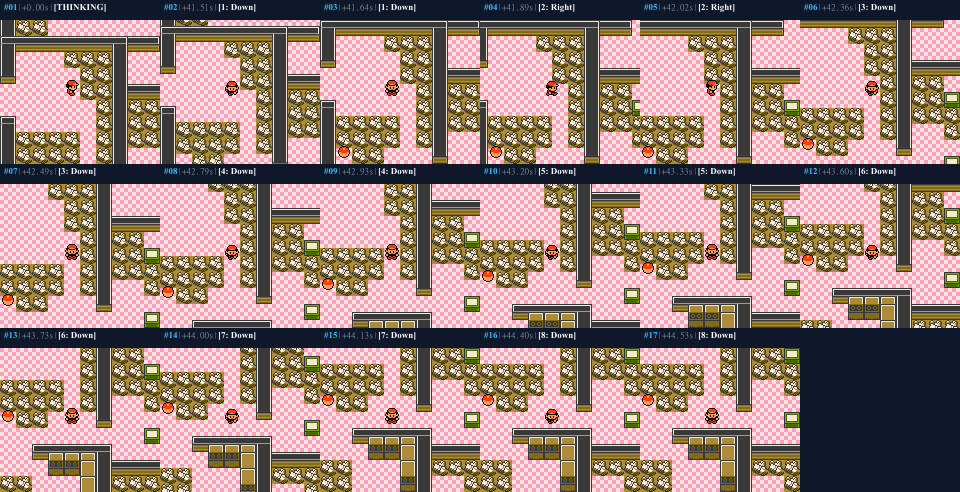 #01|+0.00s|[THINKING]
#02|+41.51s|[1: Down]
#03|+41.64s|[1: Down]
#04|+41.89s|[2: Right]
#05|+42.02s|[2: Right]
#06|+42.36s|[3: Down]
#07|+42.49s|[3: Down]
#08|+42.79s|[4: Down]
#09|+42.93s|[4: Down]
#10|+43.20s|[5: Down]
#11|+43.33s|[5: Down]
#12|+43.60s|[6: Down]
#13|+43.73s|[6: Down]
#14|+44.00s|[7: Down]
#15|+44.13s|[7: Down]
#16|+44.40s|[8: Down]
#17|+44.53s|[8: Down]